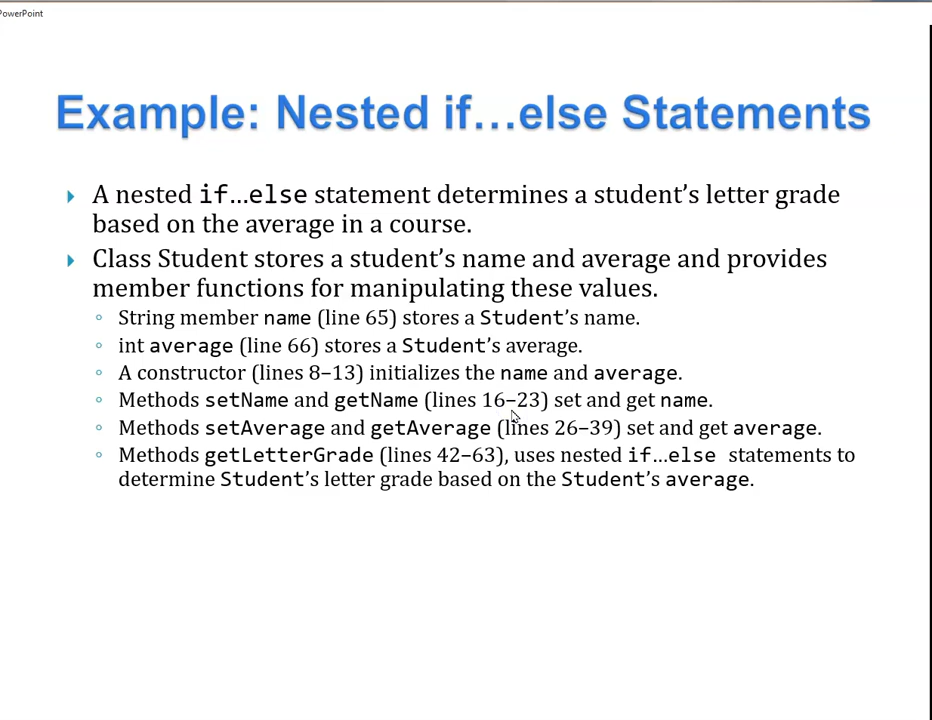 PowerPoint
Example: Nested if…else Statements
A nested if…else statement determines a student’s letter grade
based on the average in a course.
Class Student stores a student’s name and average and provides
member functions for manipulating these values.
String member name (line 65) stores a Student’s name.
int average (line 66) stores a Student’s average.
A constructor (lines 8–13) initializes the name and average.
Methods setName and getName (lines 16–23) set and get name.
Methods setAverage and getAverage (lines 26–39) set and get average.
Methods getLetterGrade (lines 42–63), uses nested if…else statements to
determine Student’s letter grade based on the Student’s average.